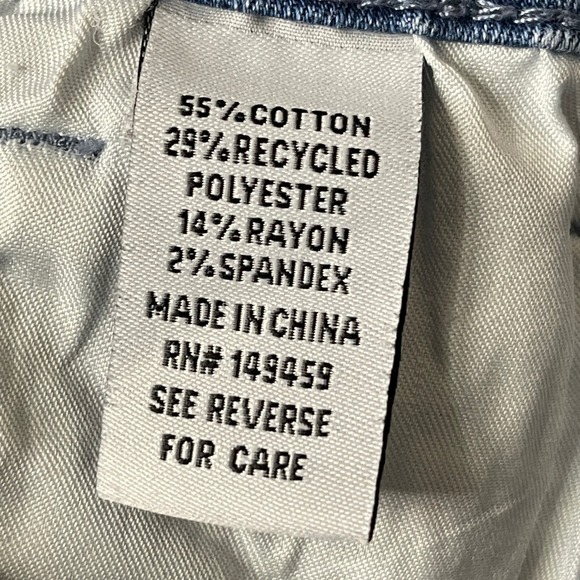 55% COTTON
29% RECYCLED
POLYESTER
14% RAYON
2% SPANDEX
MADE IN CHINA
RN# 149459
SEE REVERSE
FOR CARE